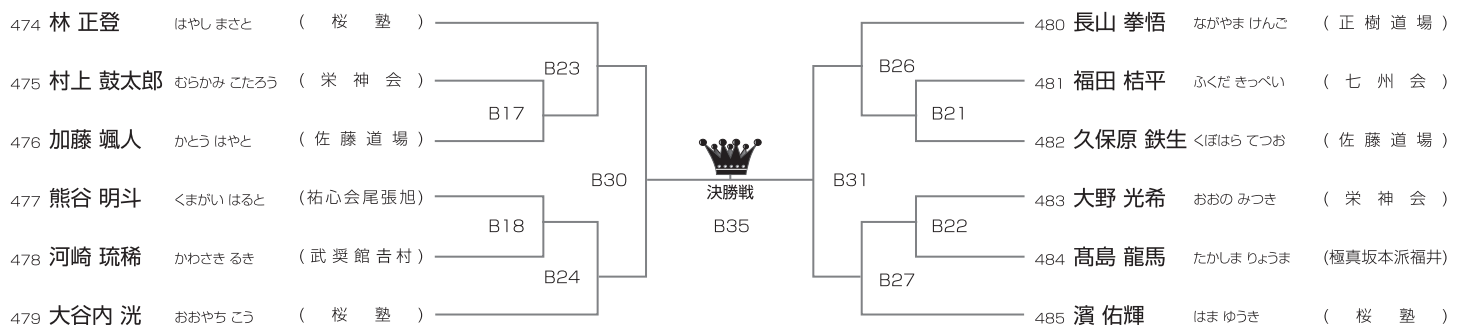 474 林 正登 はやし まさと (桜塾)
475 村上 鼓太郎 むらかみ こたろう (栄神会)
476 加藤 颯人 かとう はやと (佐藤道場)
477 熊谷 明斗 くまがい はると (祐心会尾張旭)
478 河崎 琉稀 かわさき るき (武奨館𠮷村)
479 大谷内 洸 おおやち こう (桜塾)
B23
B17
B30
B18
B24
決勝戦
B35
B26
B21
B31
B22
B27
480 長山 拳悟 ながやま けんご (正樹道場)
481 福田 桔平 ふくだ きっぺい (七州会)
482 久保原 鉄生 くぼはら てつお (佐藤道場)
483 大野 光希 おおの みつき (栄神会)
484 髙島 龍馬 たかしま りょうま (極真坂本派福井)
485 濱 佑輝 はま ゆうき (桜塾)